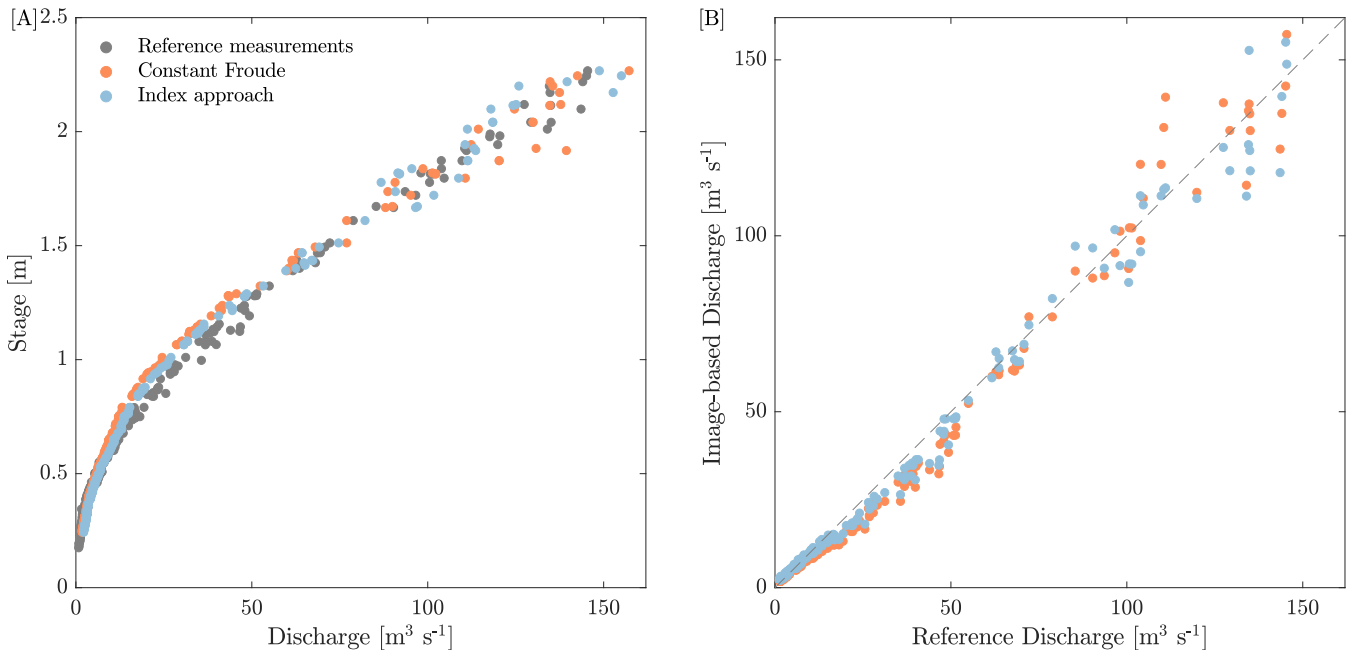 [A]
2.5
2
1.5
1
0.5
0
Stage [m]
Reference measurements
Constant Froude
Index approach
0 50 100 150
Discharge [m³ s⁻¹]
[B]
150
100
50
0
Image-based Discharge [m³ s⁻¹]
0 50 100 150
Reference Discharge [m³ s⁻¹]